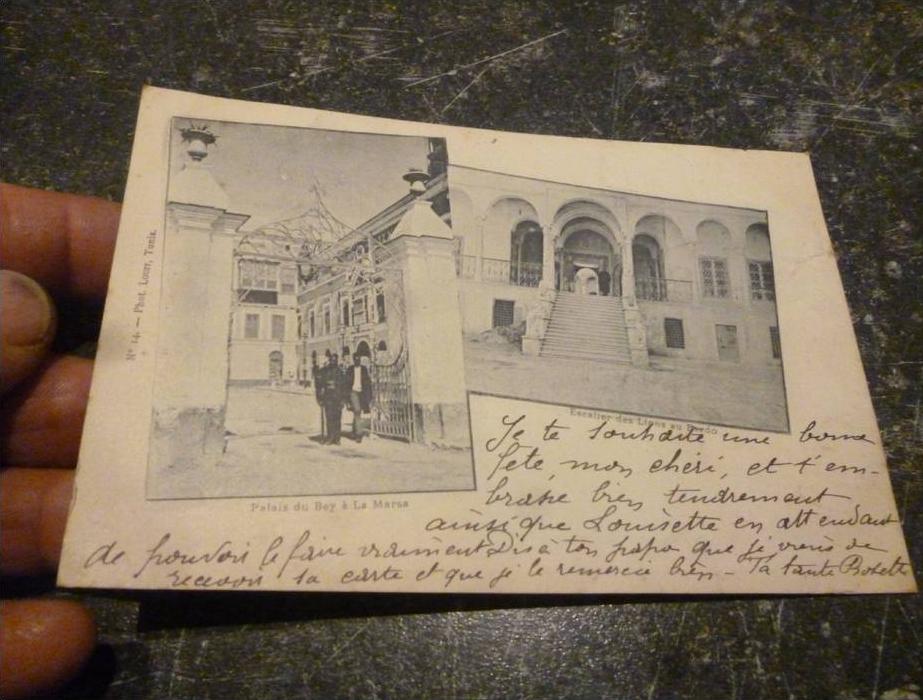 N° 14. — Phot. Loury, Tunis.
Palais du Bey à La Marsa
Escalier des Lions au Bardo
Je te souhaite une bonne
fête, mon chéri, et t'em-
brasse bien tendrement
ainsi que Louisette en attendant
de pouvoir le faire vraiment Dis à ton papa que je viens de
recevoir sa carte et que je le remercie bien – Ta tante